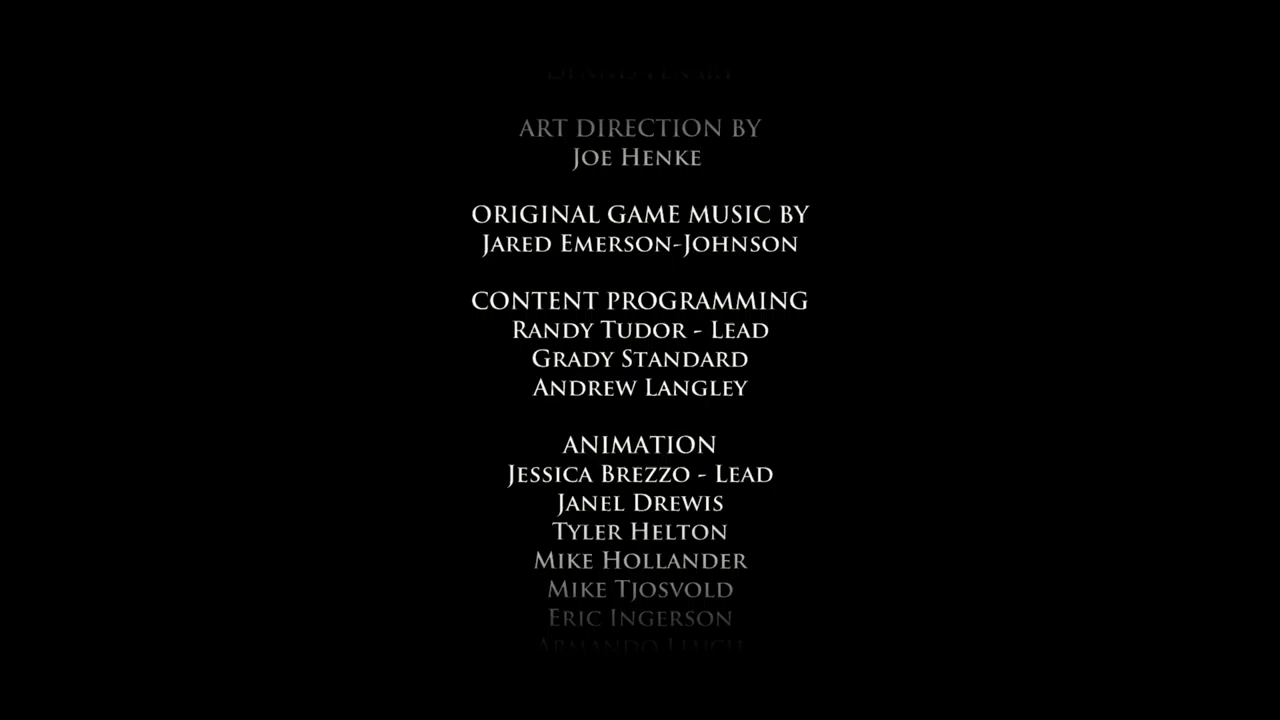 ART DIRECTION BY
JOE HENKE
ORIGINAL GAME MUSIC BY
JARED EMERSON-JOHNSON
CONTENT PROGRAMMING
RANDY TUDOR - LEAD
GRADY STANDARD
ANDREW LANGLEY
ANIMATION
JESSICA BREZZO - LEAD
JANEL DREWIS
TYLER HELTON
MIKE HOLLANDER
MIKE TJOSVOLD
ERIC INGERSON
ARMANDO